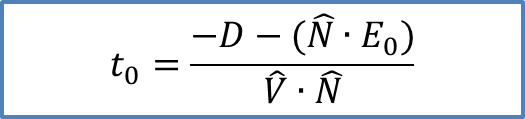 t₀ = (−D − (N̂ · E₀)) / (V̂ · N̂)